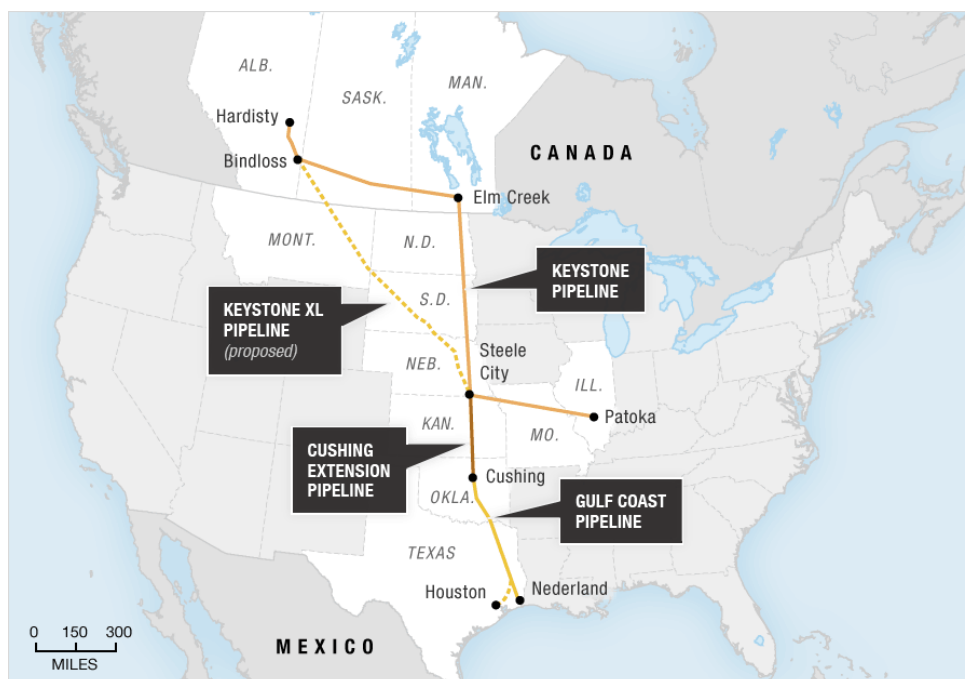 ALB.
SASK.
MAN.
Hardisty
CANADA
Bindloss
Elm Creek
MONT.
N.D.
KEYSTONE
PIPELINE
KEYSTONE XL
PIPELINE
(proposed)
S.D.
Steele
City
NEB.
ILL.
Patoka
KAN.
MO.
CUSHING
EXTENSION
PIPELINE
Cushing
OKLA.
GULF COAST
PIPELINE
TEXAS
Houston
Nederland
0 150 300
MILES
MEXICO